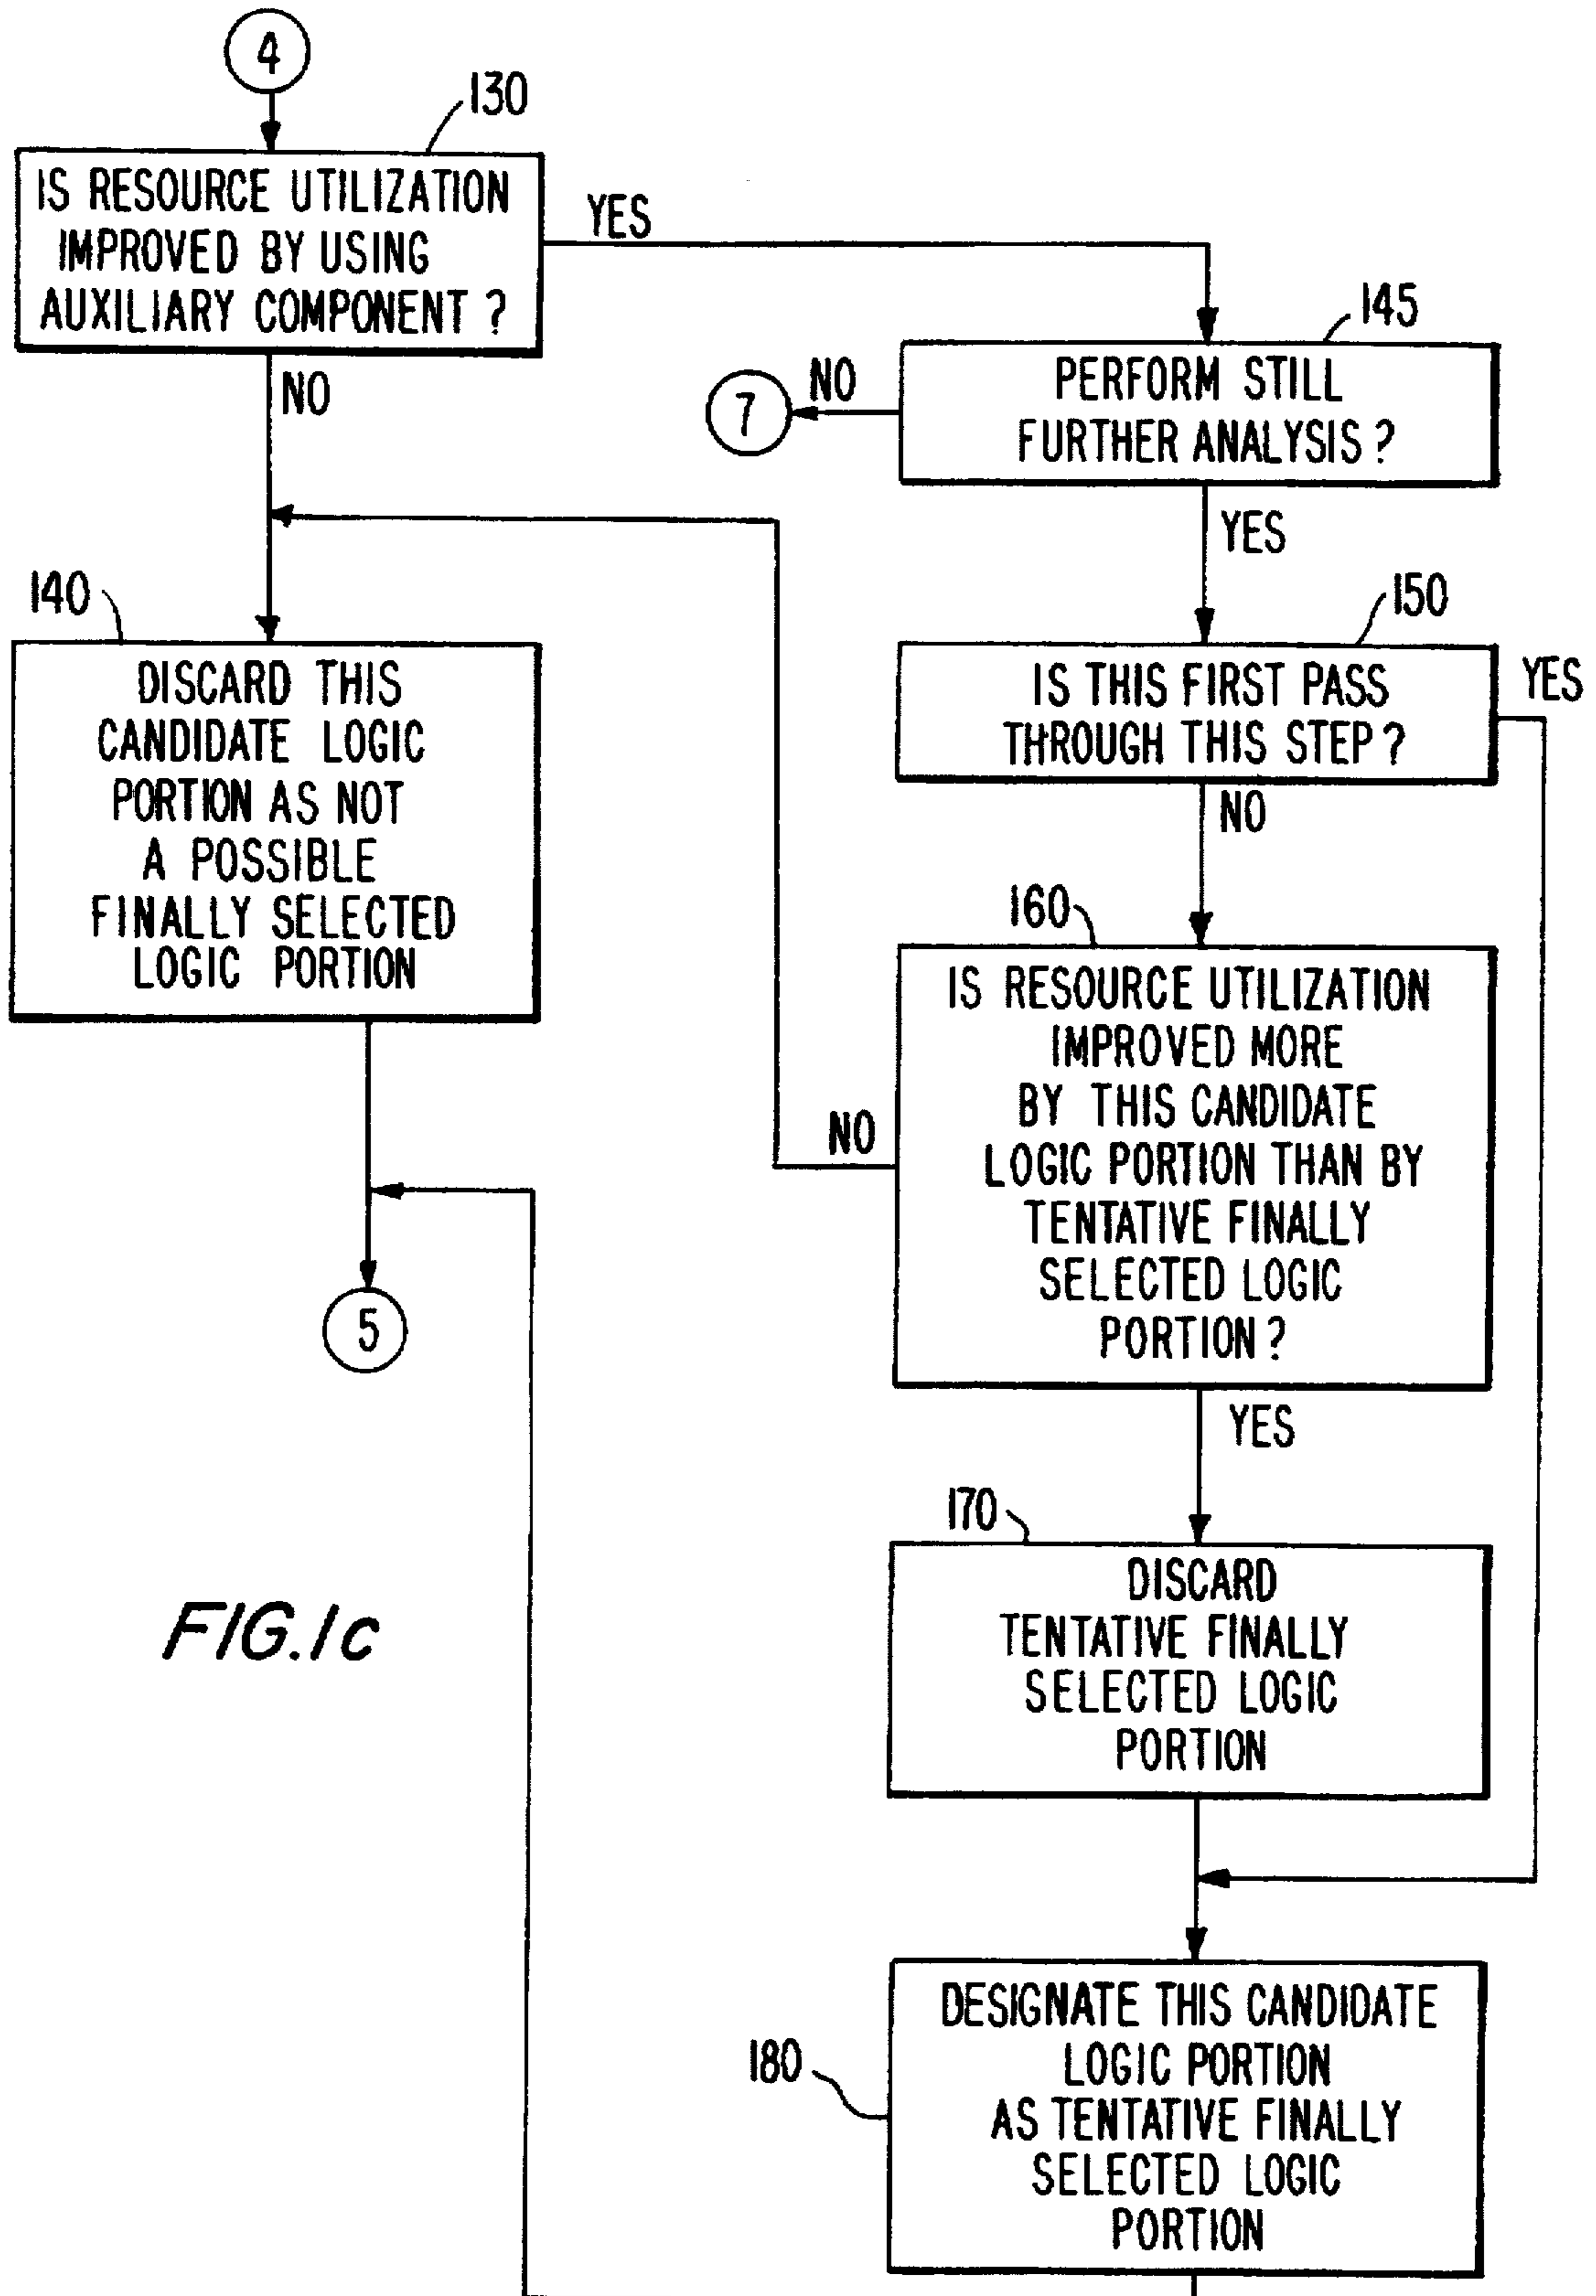 4
130
IS RESOURCE UTILIZATION
IMPROVED BY USING
AUXILIARY COMPONENT ?
YES
NO
145
PERFORM STILL
FURTHER ANALYSIS ?
NO
7
YES
140
DISCARD THIS
CANDIDATE LOGIC
PORTION AS NOT
A POSSIBLE
FINALLY SELECTED
LOGIC PORTION
5
150
IS THIS FIRST PASS
THROUGH THIS STEP ?
YES
NO
160
IS RESOURCE UTILIZATION
IMPROVED MORE
BY THIS CANDIDATE
LOGIC PORTION THAN BY
TENTATIVE FINALLY
SELECTED LOGIC
PORTION ?
NO
YES
170
DISCARD
TENTATIVE FINALLY
SELECTED LOGIC
PORTION
FIG.1c
180
DESIGNATE THIS CANDIDATE
LOGIC PORTION
AS TENTATIVE FINALLY
SELECTED LOGIC
PORTION